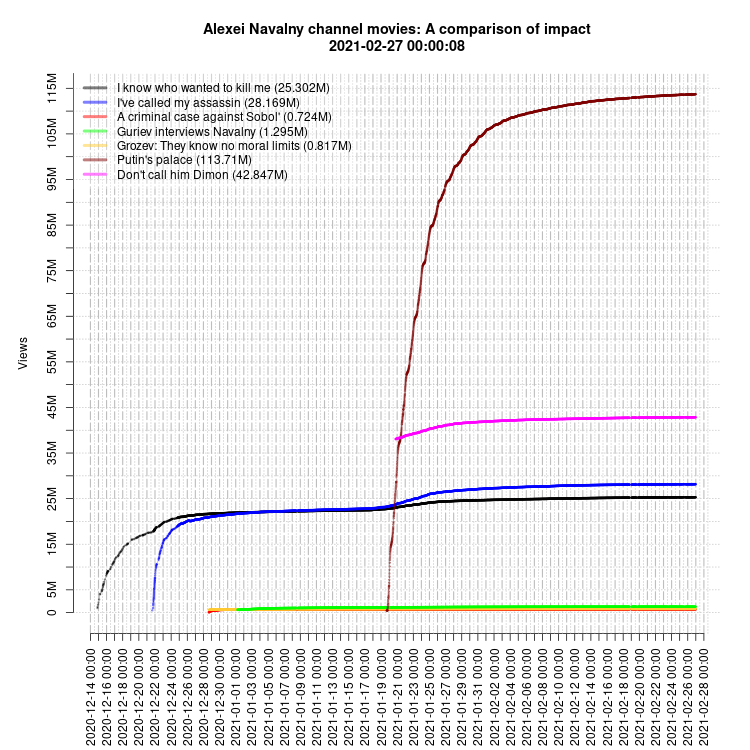 Alexei Navalny channel movies: A comparison of impact
2021-02-27 00:00:08
I know who wanted to kill me (25.302M)
I've called my assassin (28.169M)
A criminal case against Sobol' (0.724M)
Guriev interviews Navalny (1.295M)
Grozev: They know no moral limits (0.817M)
Putin's palace (113.71M)
Don't call him Dimon (42.847M)
Views
115M
105M
95M
85M
75M
65M
55M
45M
35M
25M
15M
5M
0
2020-12-14 00:00
2020-12-16 00:00
2020-12-18 00:00
2020-12-20 00:00
2020-12-22 00:00
2020-12-24 00:00
2020-12-26 00:00
2020-12-28 00:00
2020-12-30 00:00
2021-01-01 00:00
2021-01-03 00:00
2021-01-05 00:00
2021-01-07 00:00
2021-01-09 00:00
2021-01-11 00:00
2021-01-13 00:00
2021-01-15 00:00
2021-01-17 00:00
2021-01-19 00:00
2021-01-21 00:00
2021-01-23 00:00
2021-01-25 00:00
2021-01-27 00:00
2021-01-29 00:00
2021-01-31 00:00
2021-02-02 00:00
2021-02-04 00:00
2021-02-06 00:00
2021-02-08 00:00
2021-02-10 00:00
2021-02-12 00:00
2021-02-14 00:00
2021-02-16 00:00
2021-02-18 00:00
2021-02-20 00:00
2021-02-22 00:00
2021-02-24 00:00
2021-02-26 00:00
2021-02-28 00:00